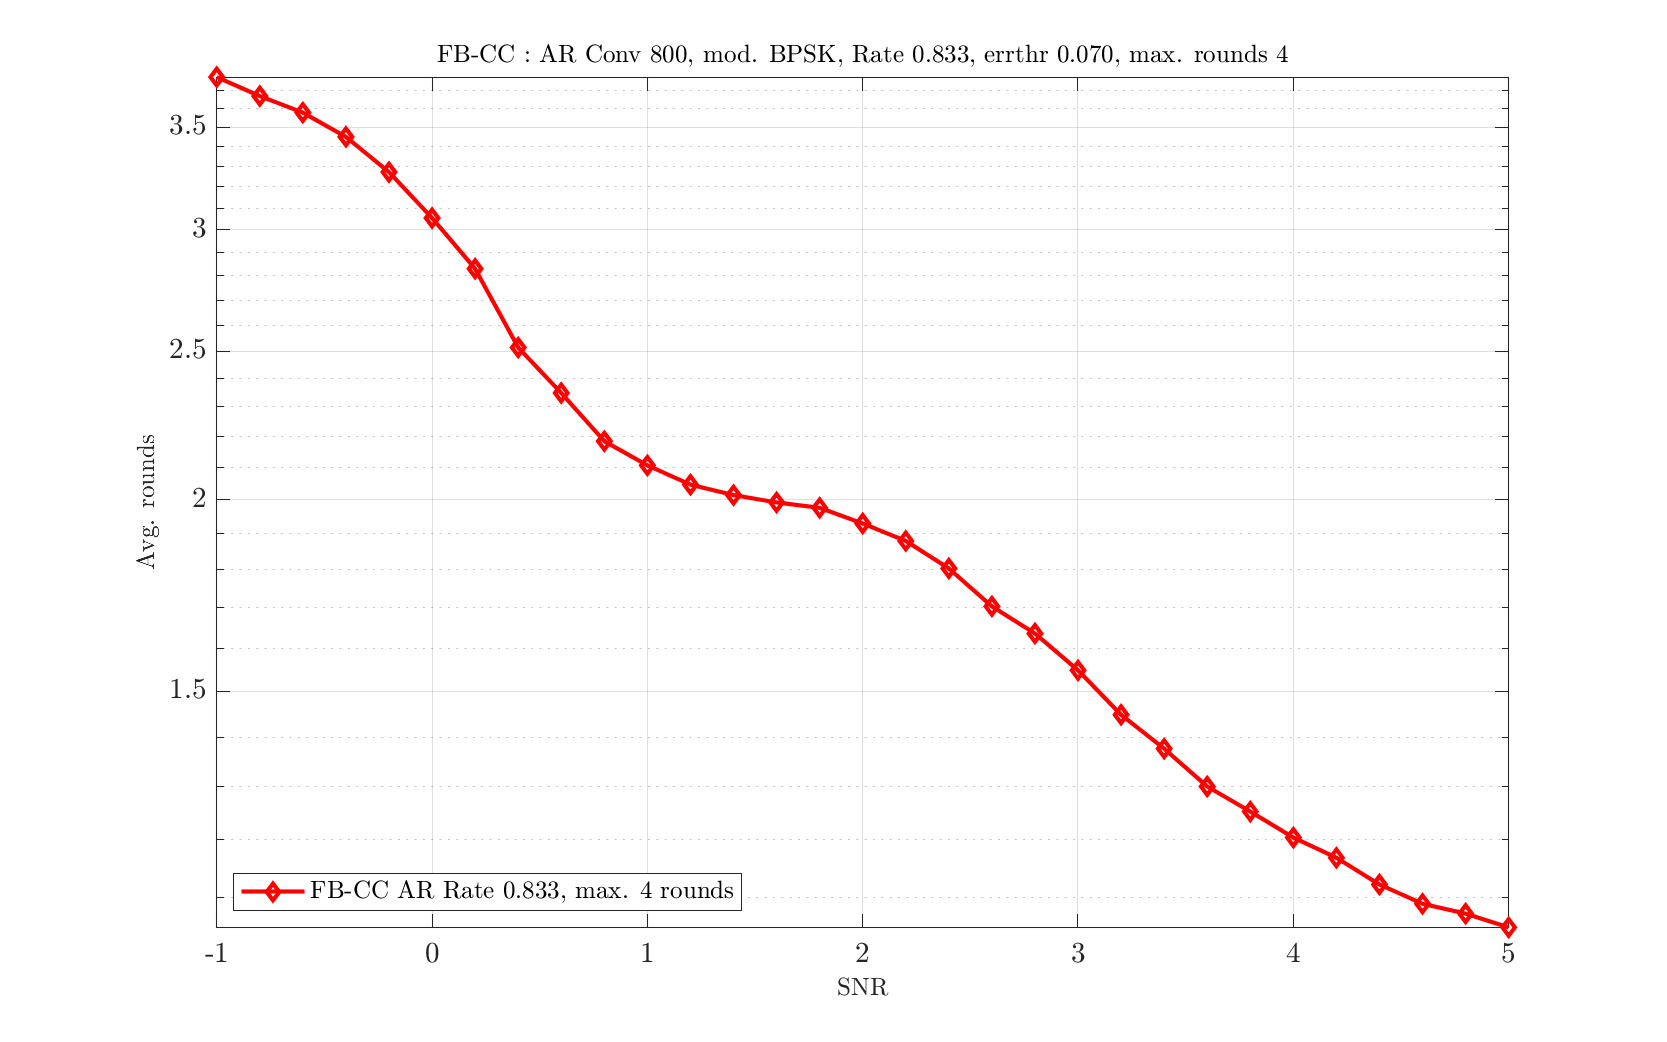 FB-CC : AR Conv 800, mod. BPSK, Rate 0.833, errthr 0.070, max. rounds 4
3.5
3
2.5
2
1.5
Avg. rounds
FB-CC AR Rate 0.833, max. 4 rounds
-1 0 1 2 3 4 5
SNR